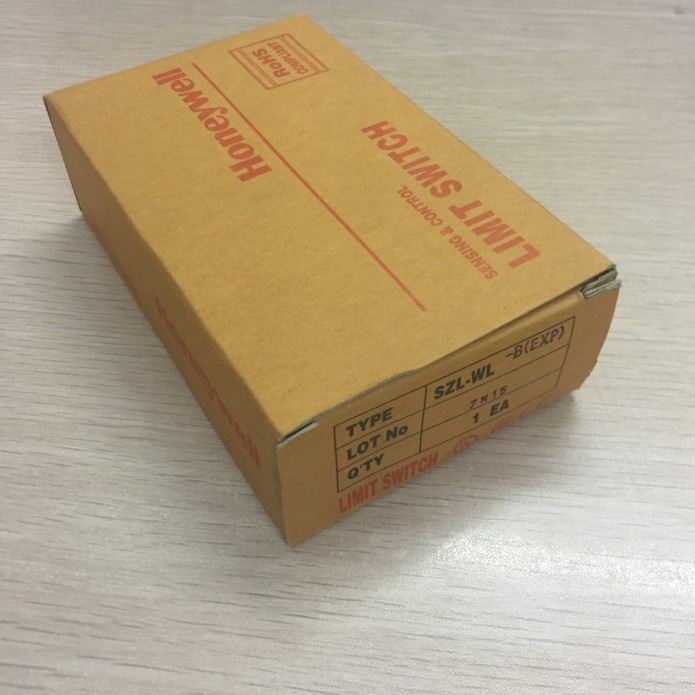 RoHS
COMPLIANT
Honeywell
SENSING & CONTROL
LIMIT SWITCH
TYPE SZL-WL -B(EXP)
LOT No 7N15
Q'TY 1 EA
LIMIT SWITCH
Honeywell